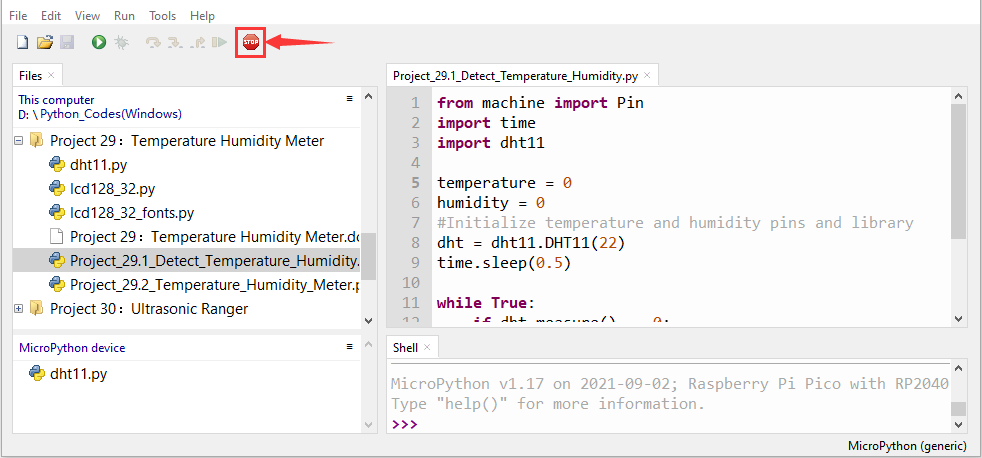 File Edit View Run Tools Help
STOP
Files ×
This computer
D: \Python_Codes(Windows)
Project 29：Temperature Humidity Meter
dht11.py
lcd128_32.py
lcd128_32_fonts.py
Project 29：Temperature Humidity Meter.dc
Project_29.1_Detect_Temperature_Humidity.
Project_29.2_Temperature_Humidity_Meter.p
Project 30：Ultrasonic Ranger
MicroPython device
dht11.py
Project_29.1_Detect_Temperature_Humidity.py ×
1 from machine import Pin
2 import time
3 import dht11
4
5 temperature = 0
6 humidity = 0
7 #Initialize temperature and humidity pins and library
8 dht = dht11.DHT11(22)
9 time.sleep(0.5)
10
11 while True:
12 if dht.measure() 0:
Shell ×
MicroPython v1.17 on 2021-09-02; Raspberry Pi Pico with RP2040
Type "help()" for more information.
>>>
MicroPython (generic)